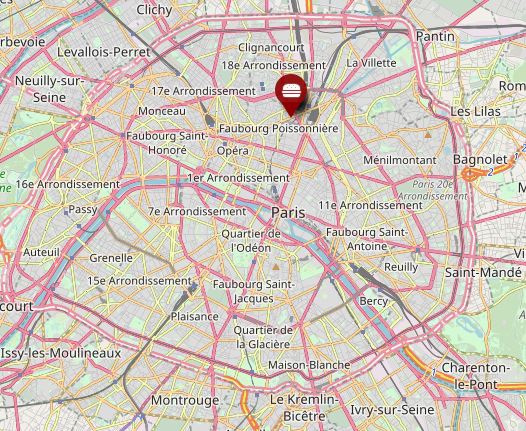 Clichy
Pantin
Levallois-Perret
Clignancourt
18e Arrondissement
La Villette
Neuilly-sur-
Seine
17e Arrondissement
Monceau
Les Lilas
Faubourg Poissonnière
Faubourg Saint-
Honoré
Opéra
Ménilmontant
Bagnolet
2
2
16e Arrondissement
1er Arrondissement
Paris 20e
Arrondissement
Passy
7e Arrondissement
Paris
11e Arrondissement
Quartier de
l'Odéon
Faubourg Saint-
Antoine
Auteuil
Grenelle
Reuilly
Saint-Mandé
15e Arrondissement
Faubourg Saint-
Jacques
Bercy
court
Plaisance
Quartier de
la Glacière
Issy-les-Moulineaux
Maison-Blanche
Charenton-
le-Pont
1
Montrouge
Le Kremlin-
Bicêtre
Ivry-sur-Seine